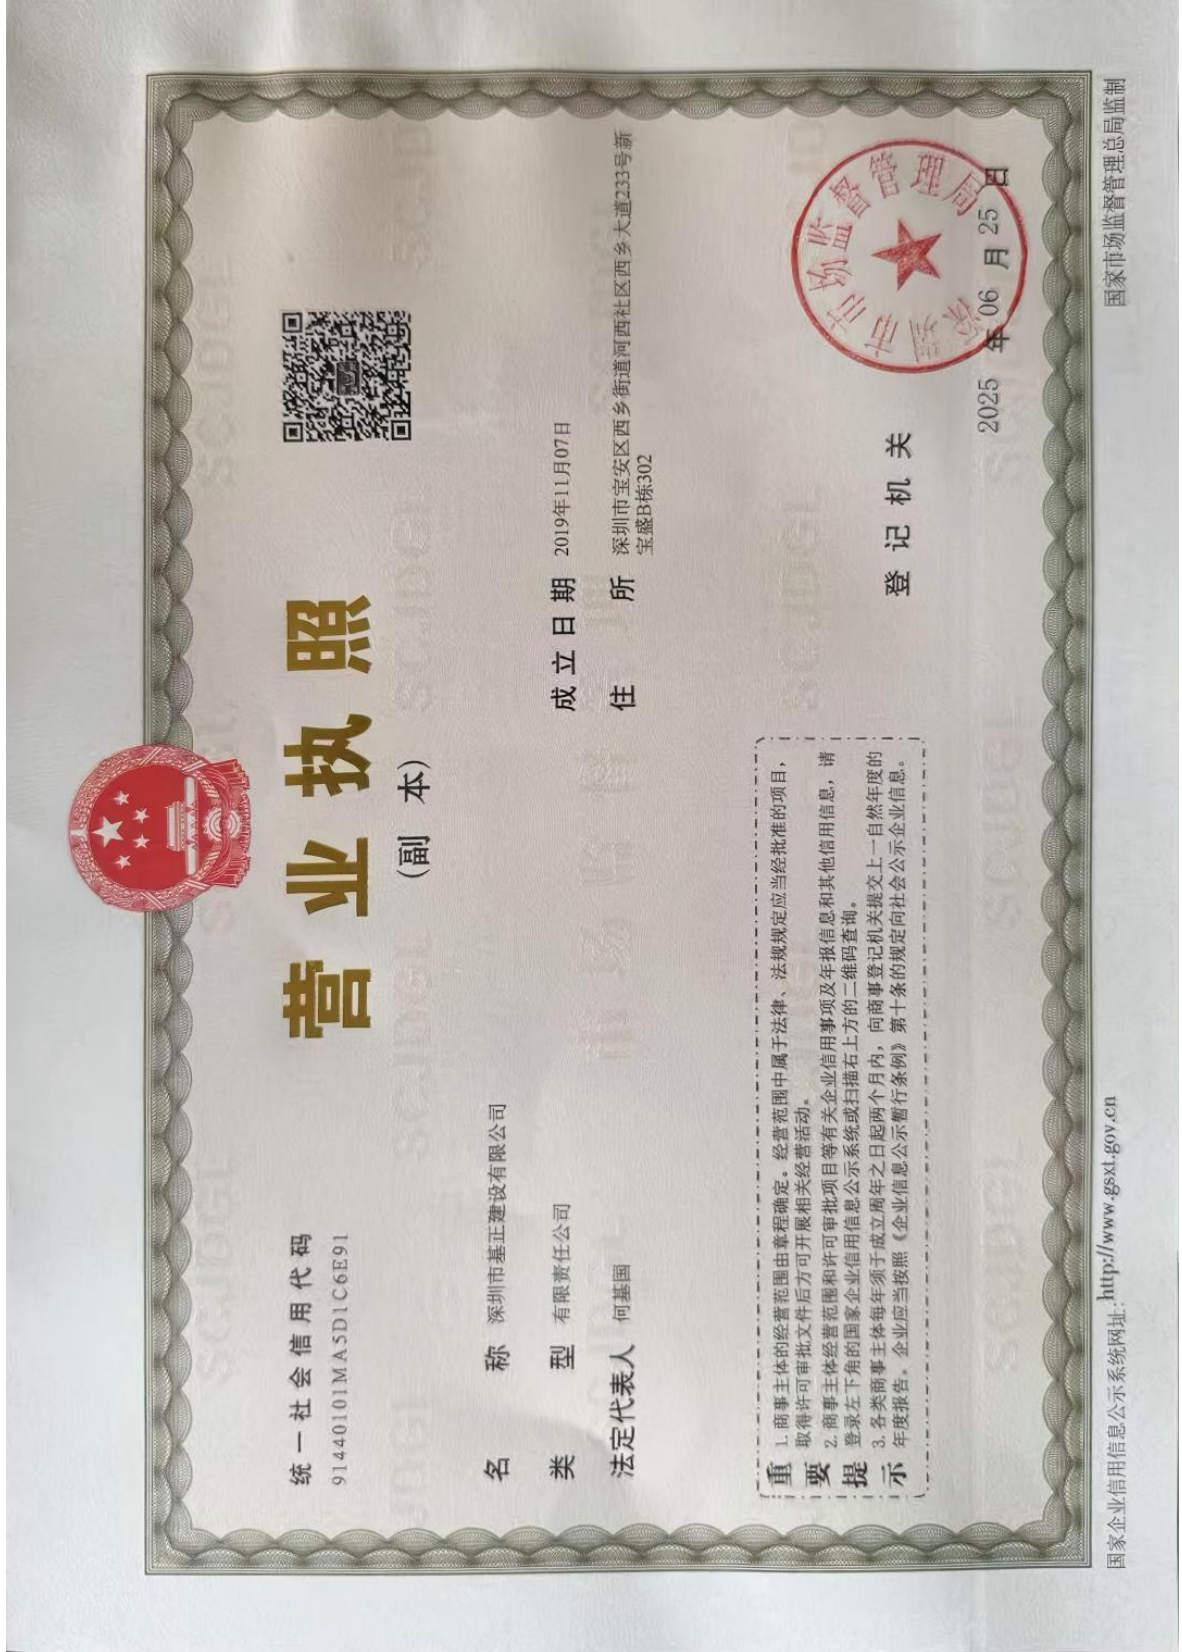 统一社会信用代码
91440101MA5D1C6E91
营业执照
(副 本)
名 称 深圳市基正建设有限公司
类 型 有限责任公司
法定代表人 何基国
成立日期 2019年11月07日
住 所 深圳市宝安区西乡街道河西社区西乡大道233号新
宝盛B栋302
重要提示
1. 商事主体的经营范围由章程确定。经营范围中属于法律、法规规定应当经批准的项目，
取得许可审批文件后方可开展相关经营活动。
2. 商事主体经营范围和许可审批项目等有关企业信用事项及年报信息和其他信用信息，请
登录左下角的国家企业信用信息公示系统或扫描右上方的二维码查询。
3. 各类商事主体每年须于成立周年之日起两个月内，向商事登记机关提交上一自然年度的
年度报告。企业应当按照《企业信息公示暂行条例》第十条的规定向社会公示企业信息。
登记机关
深圳市市场监督管理局
2025 年 06 月 25 日
国家企业信用信息公示系统网址:http://www.gsxt.gov.cn
国家市场监督管理总局监制